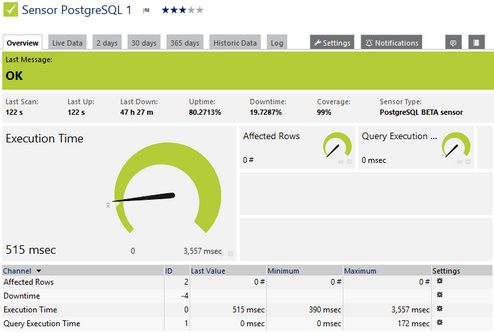 Sensor PostgreSQL 1
Overview Live Data 2 days 30 days 365 days Historic Data Log Settings Notifications
Last Message:
OK
Last Scan: Last Up: Last Down: Uptime: Downtime: Coverage: Sensor Type:
122 s 122 s 47 h 27 m 80.2713% 19.7287% 99% PostgreSQL BETA sensor
Execution Time
515 msec
0 3,557 msec
Affected Rows
0 #
Query Execution ...
0 msec
Channel ID Last Value Minimum Maximum Settings
Affected Rows 2 0 # 0 # 0 #
Downtime -4
Execution Time 0 515 msec 390 msec 3,557 msec
Query Execution Time 1 0 msec 0 msec 172 msec